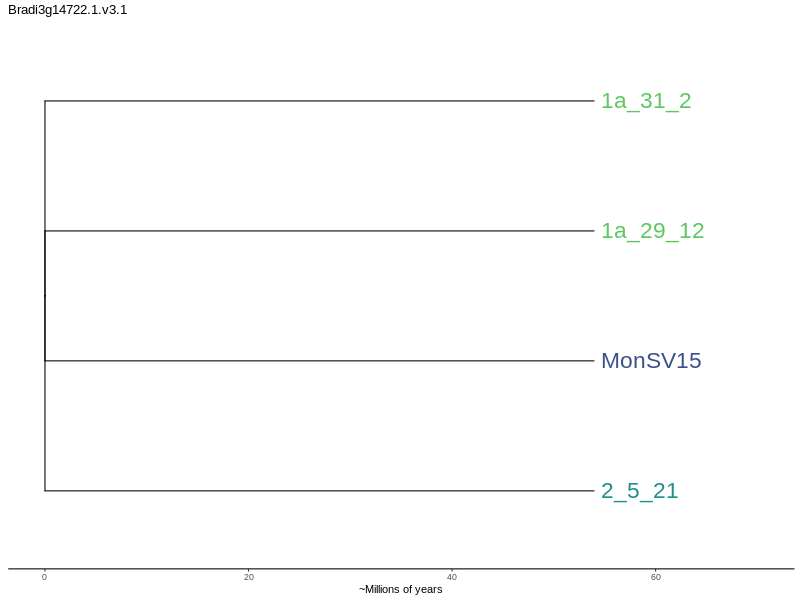 Bradi3g14722.1.v3.1
1a_31_2
1a_29_12
MonSV15
2_5_21
0 20 40 60
~Millions of years